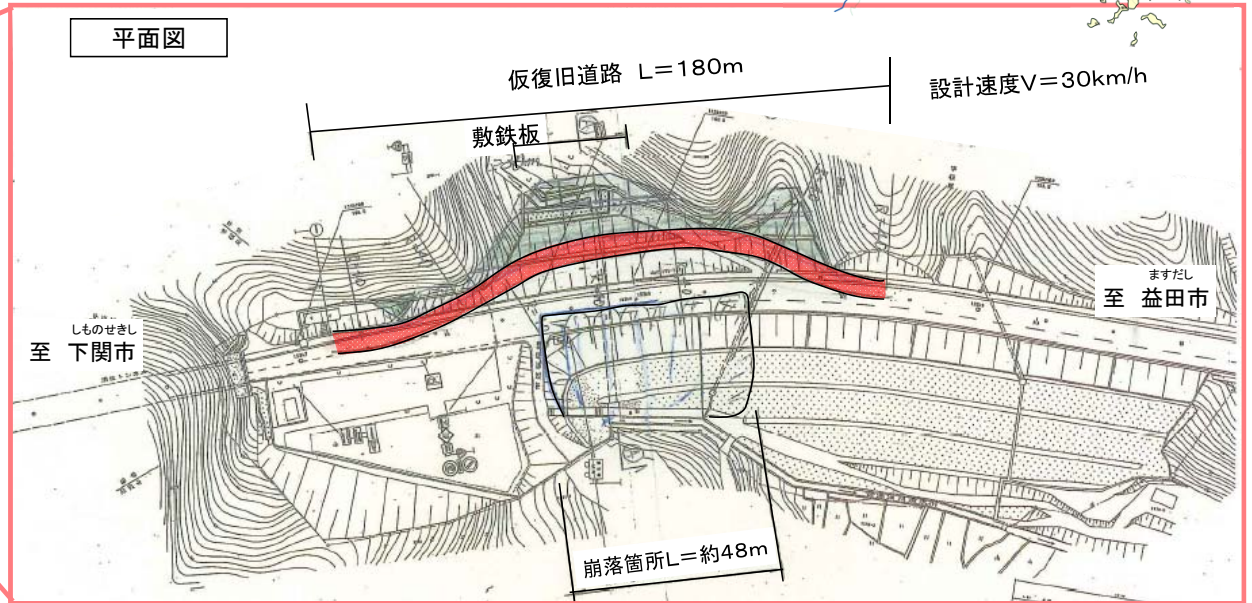 平面図
仮復旧道路 L=180m
設計速度V=30km/h
敷鉄板
ますだし
至 益田市
しものせきし
至 下関市
崩落箇所L=約48m